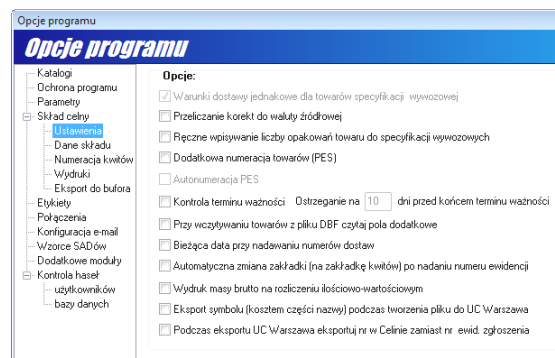 Opcje programu
Opcje programu
Katalogi
Ochrona programu
Parametry
Skład celny
Ustawienia
Dane składu
Numeracja kwitów
Wydruki
Eksport do bufora
Etykiety
Połączenia
Konfiguracja e-mail
Wzorce SADów
Dodatkowe moduły
Kontrola haseł
użytkowników
bazy danych
Opcje:
Warunki dostawy jednakowe dla towarów specyfikacji wywozowej
Przeliczanie korekt do waluty źródłowej
Ręczne wpisywanie liczby opakowań towaru do specyfikacji wywozowych
Dodatkowa numeracja towarów (PES)
Autonumeracja PES
Kontrola terminu ważności Ostrzeganie na 10 dni przed końcem terminu ważności
Przy wczytywaniu towarów z pliku DBF czytaj pola dodatkowe
Bieżąca data przy nadawaniu numerów dostaw
Automatyczna zmiana zakładki (na zakładkę kwitów) po nadaniu numeru ewidencji
Wydruk masy brutto na rozliczeniu ilościowo-wartościowym
Eksport symbolu (kosztem części nazwy) podczas tworzenia pliku do UC Warszawa
Podczas eksportu UC Warszawa eksportuj nr w Celinie zamiast nr ewid. zgłoszenia